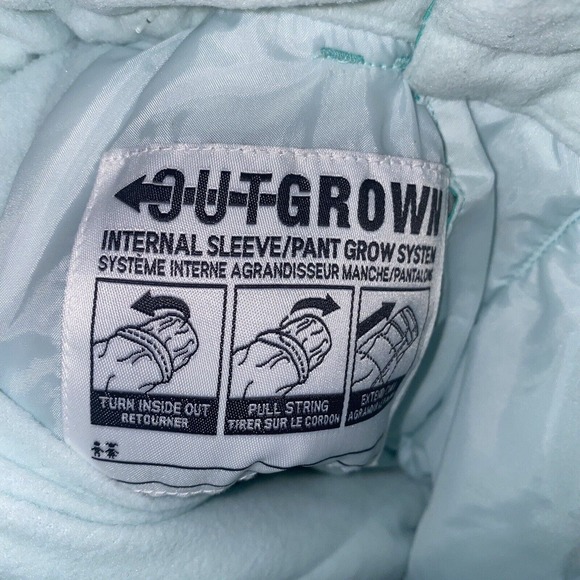 OUTGROWN
INTERNAL SLEEVE/PANT GROW SYSTEM
SYSTÈME INTERNE AGRANDISSEUR MANCHE/PANTALONS
TURN INSIDE OUT
RETOURNER
PULL STRING
TIRER SUR LE CORDON